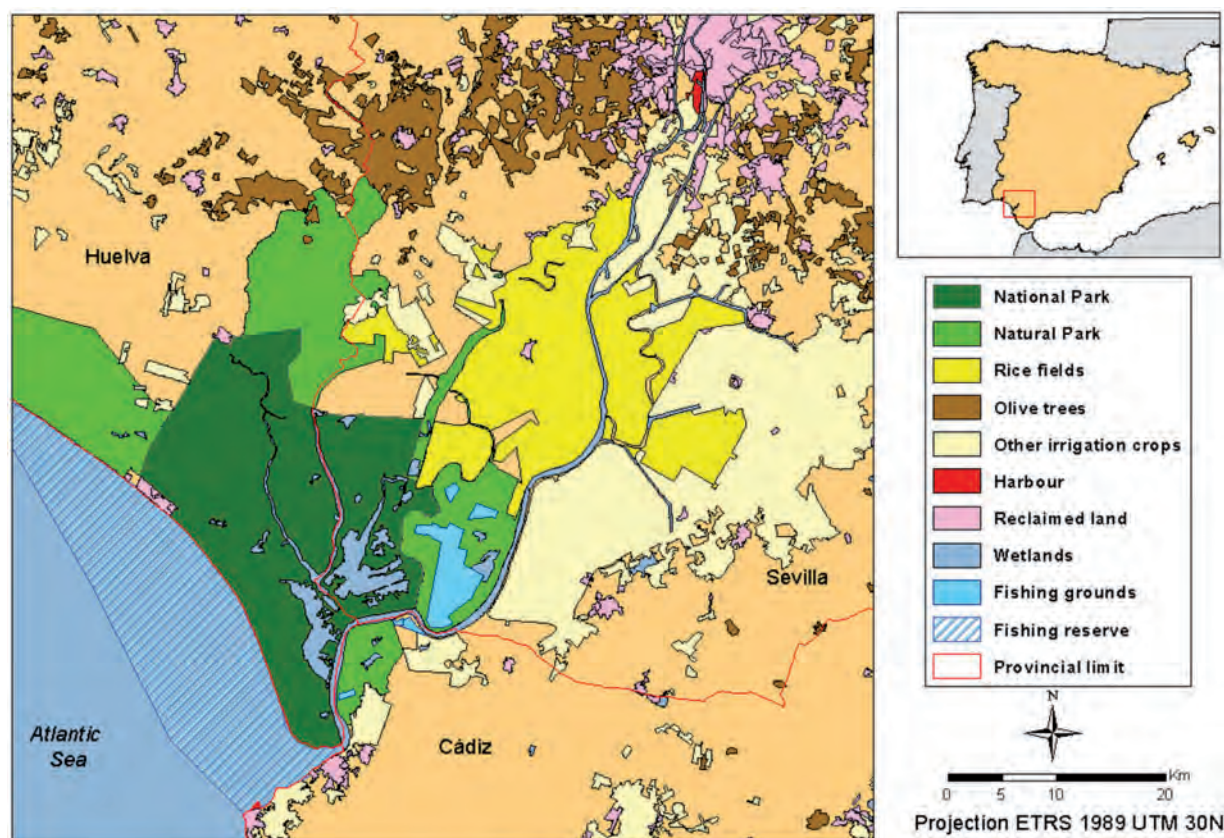 Huelva
Sevilla
Cádiz
Atlantic
Sea
National Park
Natural Park
Rice fields
Olive trees
Other irrigation crops
Harbour
Reclaimed land
Wetlands
Fishing grounds
Fishing reserve
Provincial limit
N
Km
0 5 10 20
Projection ETRS 1989 UTM 30N